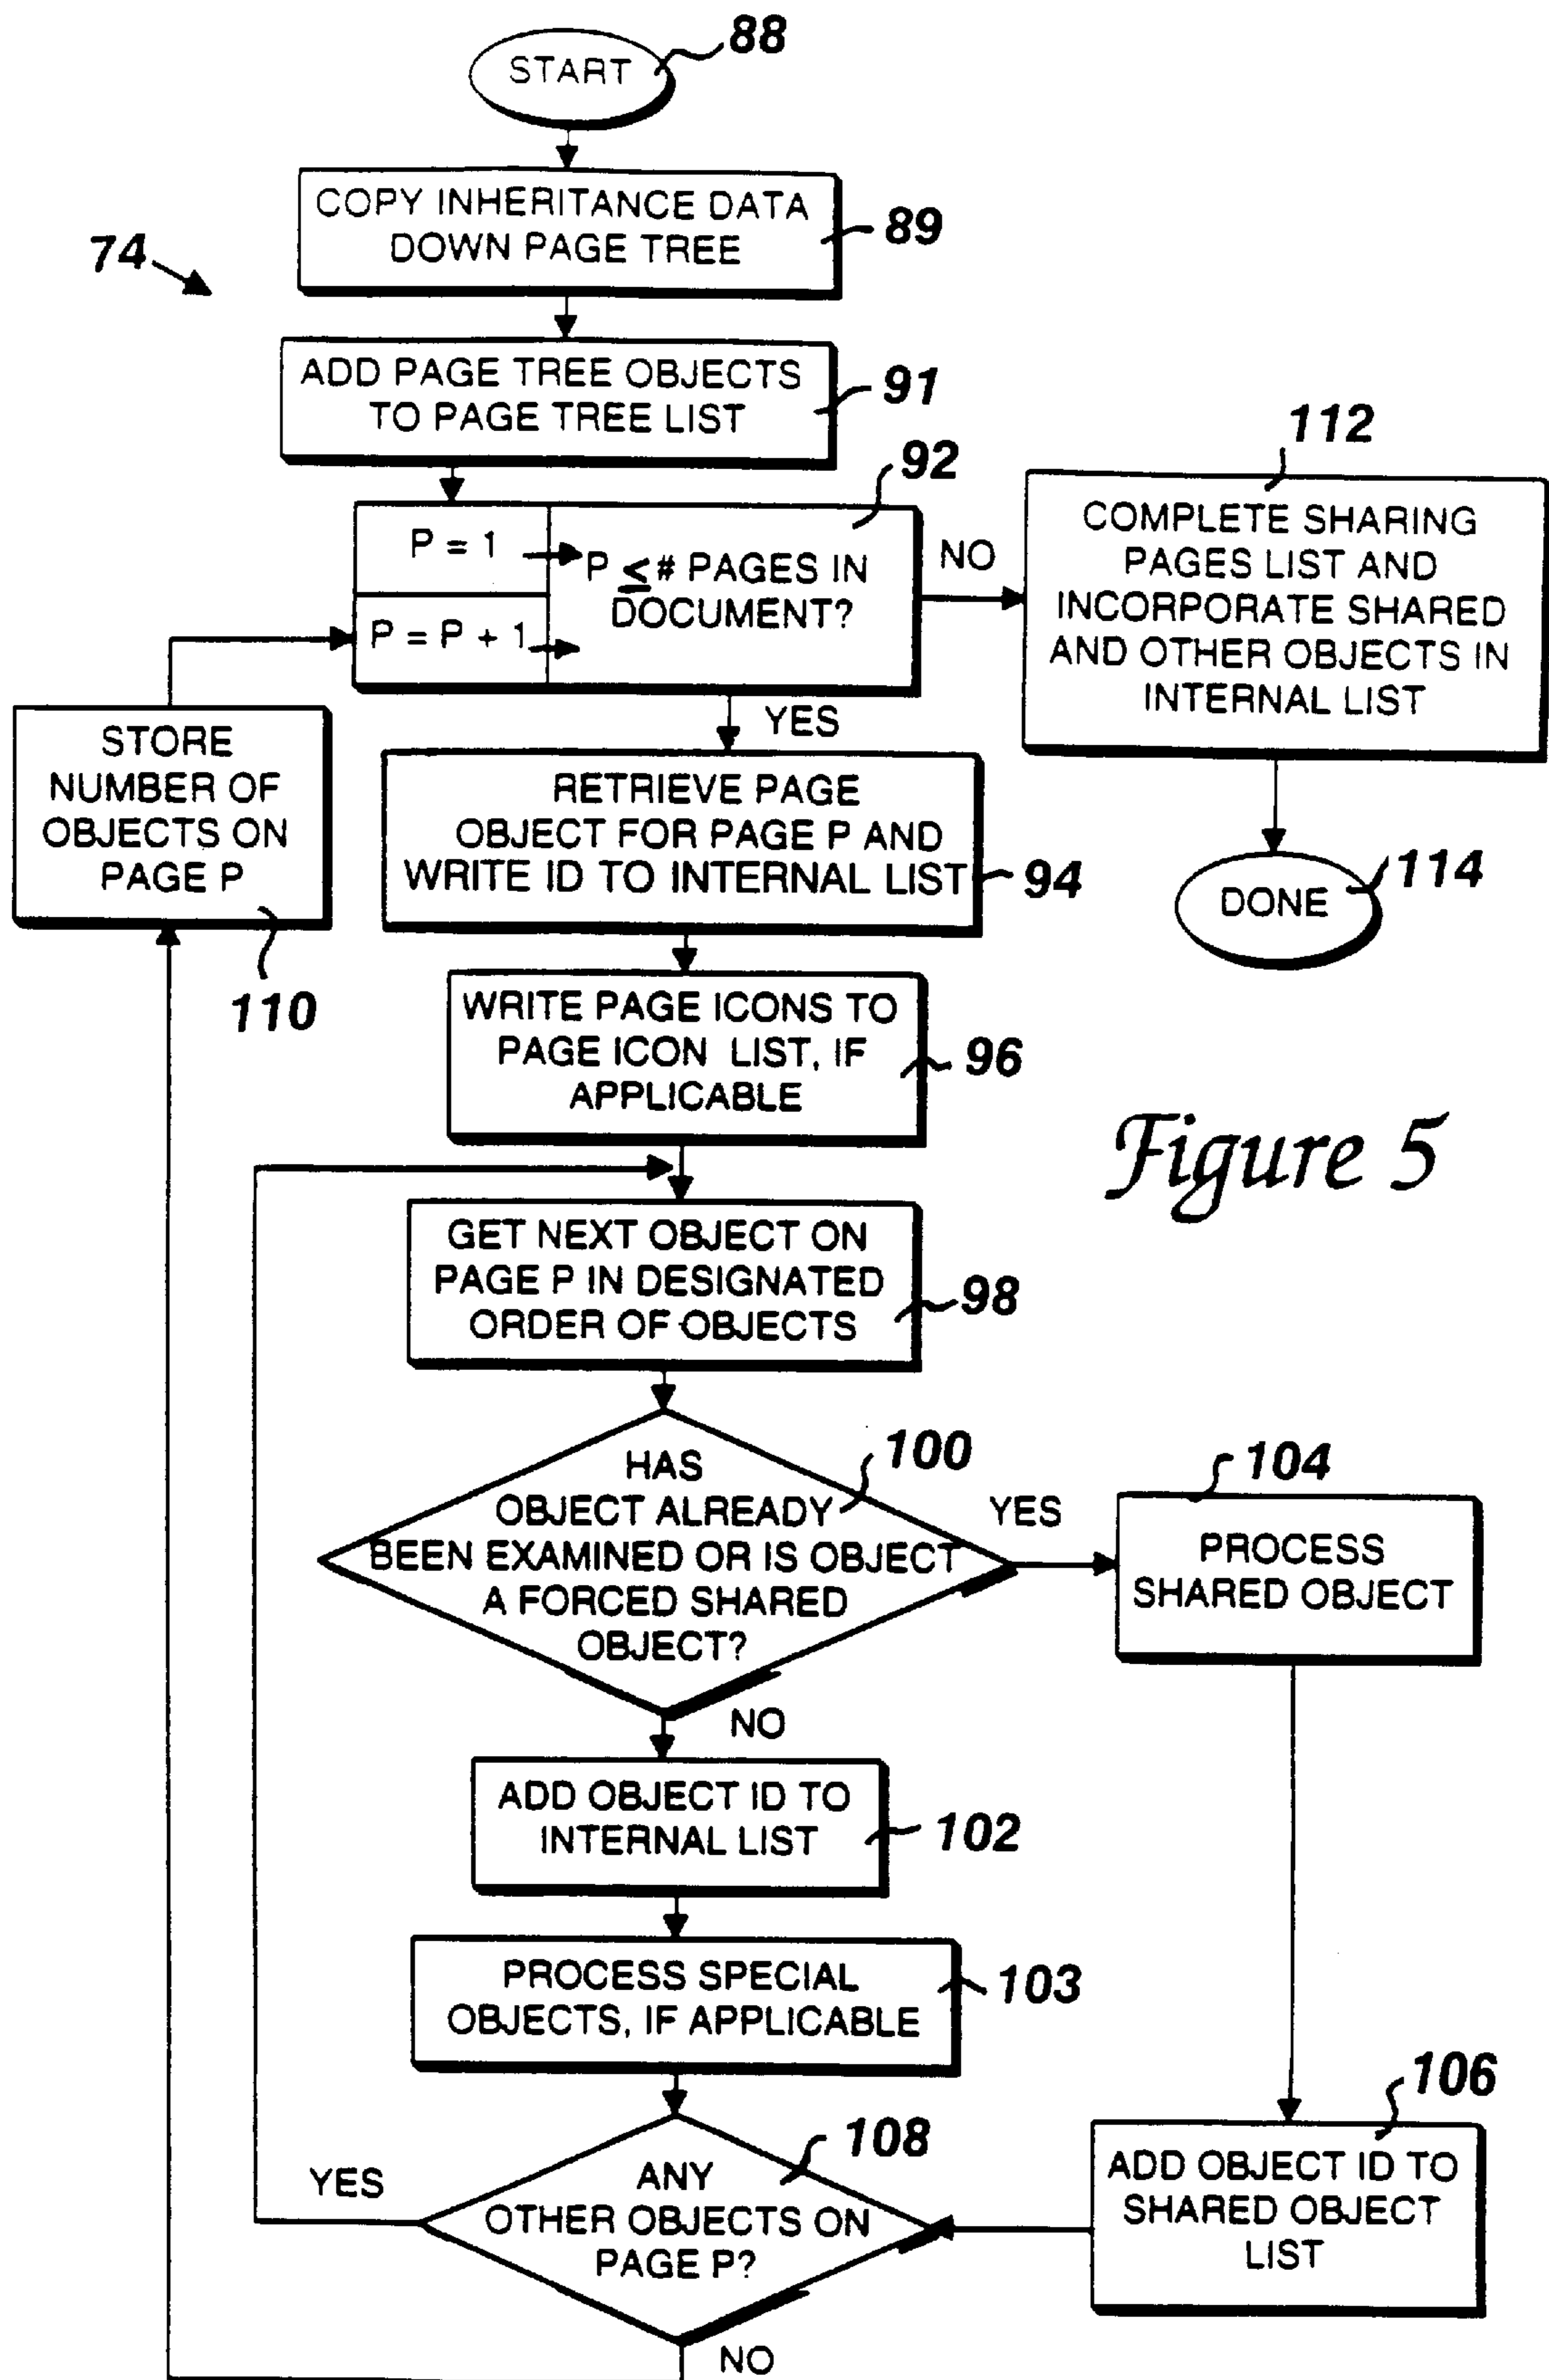 START
88
COPY INHERITANCE DATA
DOWN PAGE TREE
89
74
ADD PAGE TREE OBJECTS
TO PAGE TREE LIST
91
92
P = 1
P = P + 1
P ≤ # PAGES IN
DOCUMENT?
NO
YES
112
COMPLETE SHARING
PAGES LIST AND
INCORPORATE SHARED
AND OTHER OBJECTS IN
INTERNAL LIST
DONE
114
STORE
NUMBER OF
OBJECTS ON
PAGE P
110
RETRIEVE PAGE
OBJECT FOR PAGE P AND
WRITE ID TO INTERNAL LIST
94
WRITE PAGE ICONS TO
PAGE ICON LIST, IF
APPLICABLE
96
Figure 5
GET NEXT OBJECT ON
PAGE P IN DESIGNATED
ORDER OF OBJECTS
98
HAS
OBJECT ALREADY
BEEN EXAMINED OR IS OBJECT
A FORCED SHARED
OBJECT?
100
YES
NO
104
PROCESS
SHARED OBJECT
ADD OBJECT ID TO
INTERNAL LIST
102
PROCESS SPECIAL
OBJECTS, IF APPLICABLE
103
106
ADD OBJECT ID TO
SHARED OBJECT
LIST
108
ANY
OTHER OBJECTS ON
PAGE P?
YES
NO